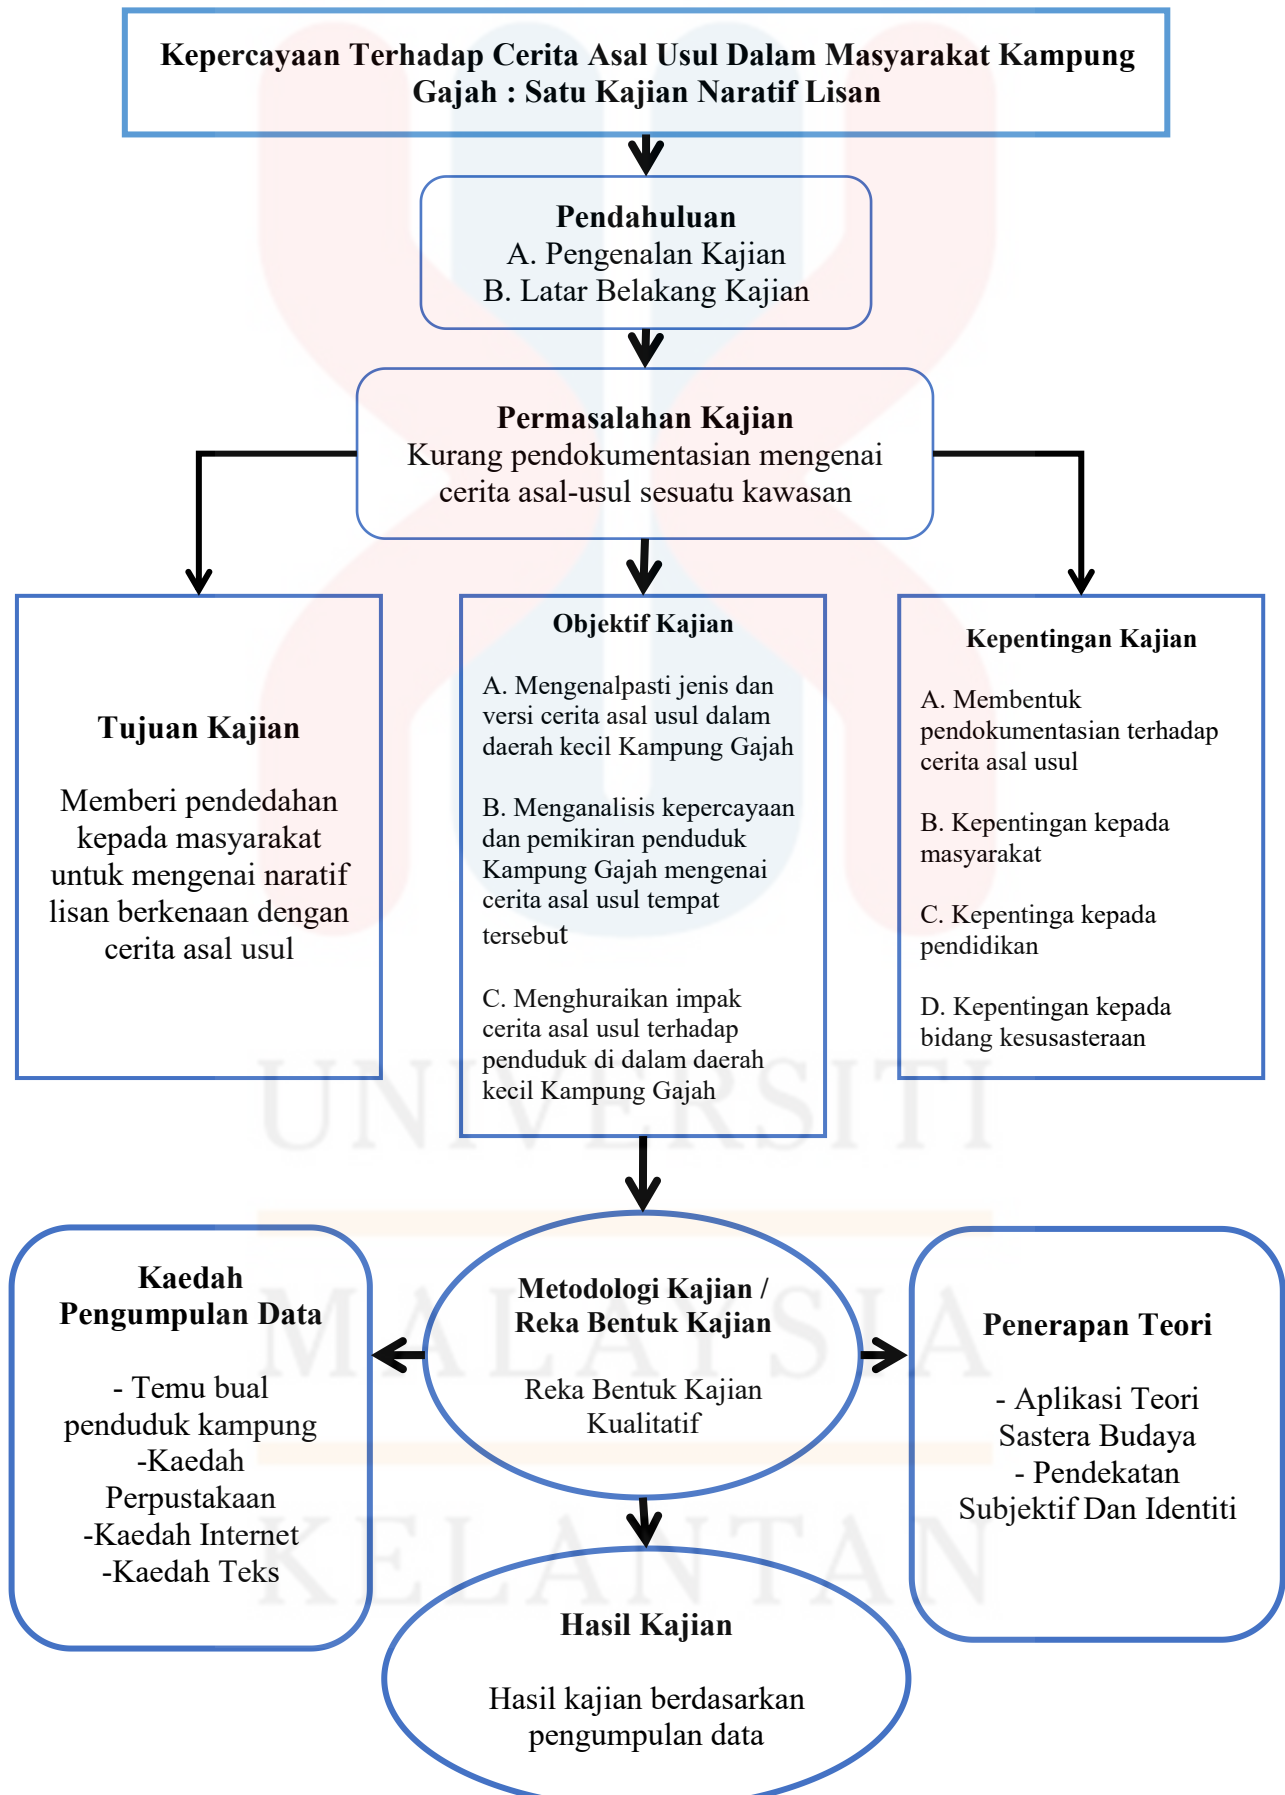 Kepercayaan Terhadap Cerita Asal Usul Dalam Masyarakat Kampung
Gajah : Satu Kajian Naratif Lisan
Pendahuluan
A. Pengenalan Kajian
B. Latar Belakang Kajian
Permasalahan Kajian
Kurang pendokumentasian mengenai
cerita asal-usul sesuatu kawasan
Tujuan Kajian
Memberi pendedahan
kepada masyarakat
untuk mengenai naratif
lisan berkenaan dengan
cerita asal usul
Objektif Kajian
A. Mengenalpasti jenis dan
versi cerita asal usul dalam
daerah kecil Kampung Gajah
B. Menganalisis kepercayaan
dan pemikiran penduduk
Kampung Gajah mengenai
cerita asal usul tempat
tersebut
C. Menghuraikan impak
cerita asal usul terhadap
penduduk di dalam daerah
kecil Kampung Gajah
Kepentingan Kajian
A. Membentuk
pendokumentasian terhadap
cerita asal usul
B. Kepentingan kepada
masyarakat
C. Kepentinga kepada
pendidikan
D. Kepentingan kepada
bidang kesusasteraan
Kaedah
Pengumpulan Data
- Temu bual
penduduk kampung
-Kaedah
Perpustakaan
-Kaedah Internet
-Kaedah Teks
Metodologi Kajian /
Reka Bentuk Kajian
Reka Bentuk Kajian
Kualitatif
Penerapan Teori
- Aplikasi Teori
Sastera Budaya
- Pendekatan
Subjektif Dan Identiti
Hasil Kajian
Hasil kajian berdasarkan
pengumpulan data
UNIVERSITI
MALAYSIA
KELANTAN